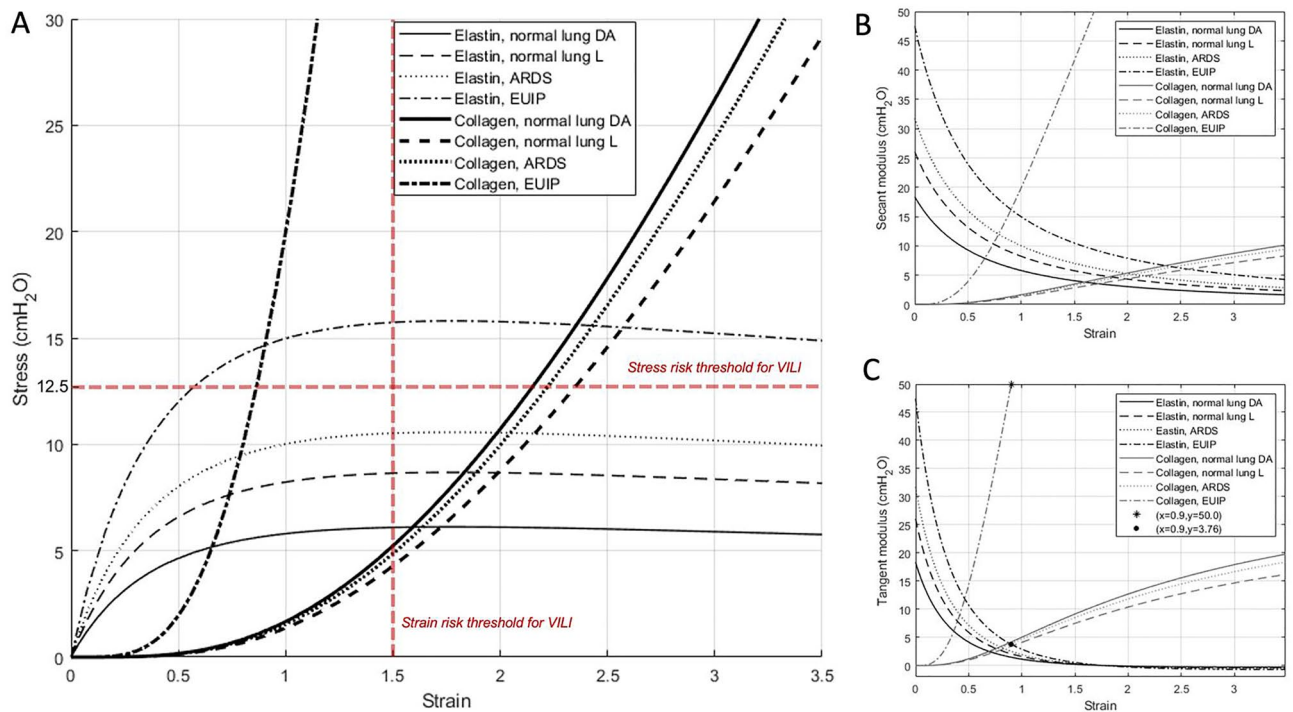 A
30
25
20
15
12.5
10
5
0
Stress (cmH2O)
0
0.5
1
1.5
2
2.5
3
3.5
Strain
Elastin, normal lung DA
Elastin, normal lung L
Elastin, ARDS
Elastin, EUIP
Collagen, normal lung DA
Collagen, normal lung L
Collagen, ARDS
Collagen, EUIP
Stress risk threshold for VILI
Strain risk threshold for VILI
B
50
45
40
35
30
25
20
15
10
5
0
Secant modulus (cmH2O)
0
0.5
1
1.5
2
2.5
3
Strain
Elastin, normal lung DA
Elastin, normal lung L
Elastin, ARDS
Elastin, EUIP
Collagen, normal lung DA
Collagen, normal lung L
Collagen, ARDS
Collagen, EUIP
C
50
45
40
35
30
25
20
15
10
5
0
Tangent modulus (cmH2O)
0
0.5
1
1.5
2
2.5
3
Strain
Elastin, normal lung DA
Elastin, normal lung L
Eastin, ARDS
Elastin, EUIP
Collagen, normal lung DA
Collagen, normal lung L
Collagen, ARDS
Collagen, EUIP
(x=0.9,y=50.0)
(x=0.9,y=3.76)